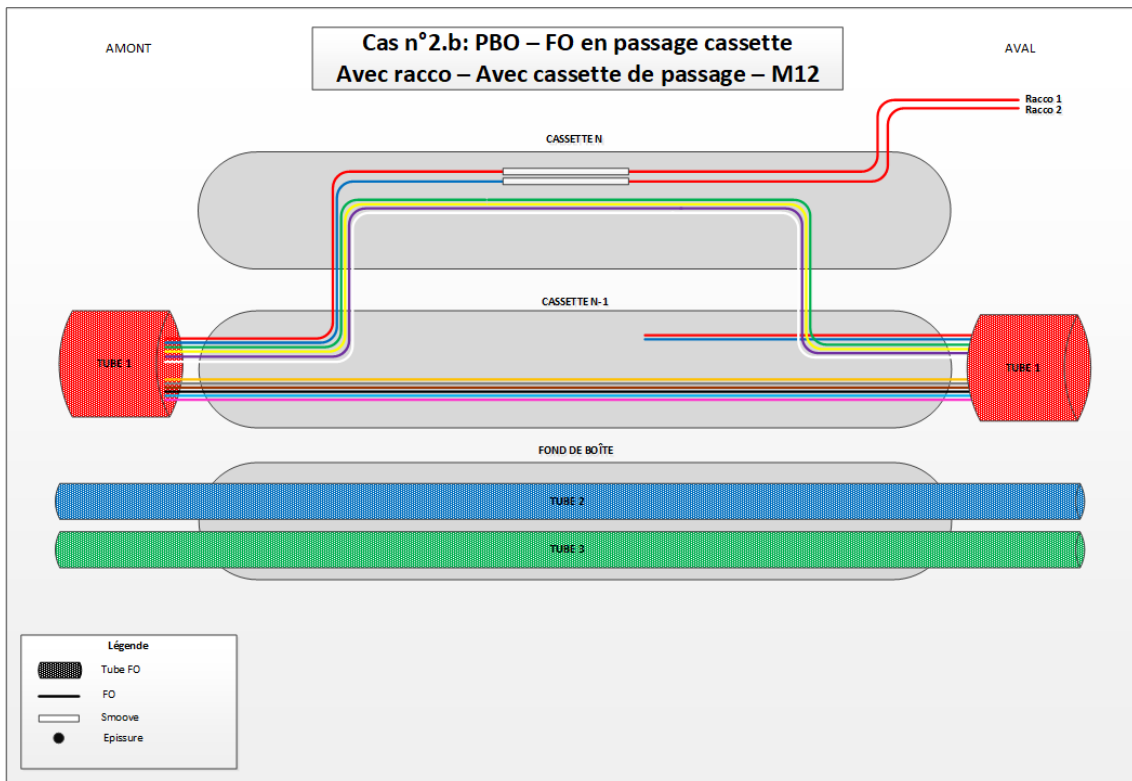 AMONT
Cas n°2.b: PBO – FO en passage cassette
Avec racco – Avec cassette de passage – M12
AVAL
Racco 1
Racco 2
CASSETTE N
CASSETTE N-1
TUBE 1
TUBE 1
FOND DE BOÎTE
TUBE 2
TUBE 3
Légende
Tube FO
FO
Smoove
Epissure